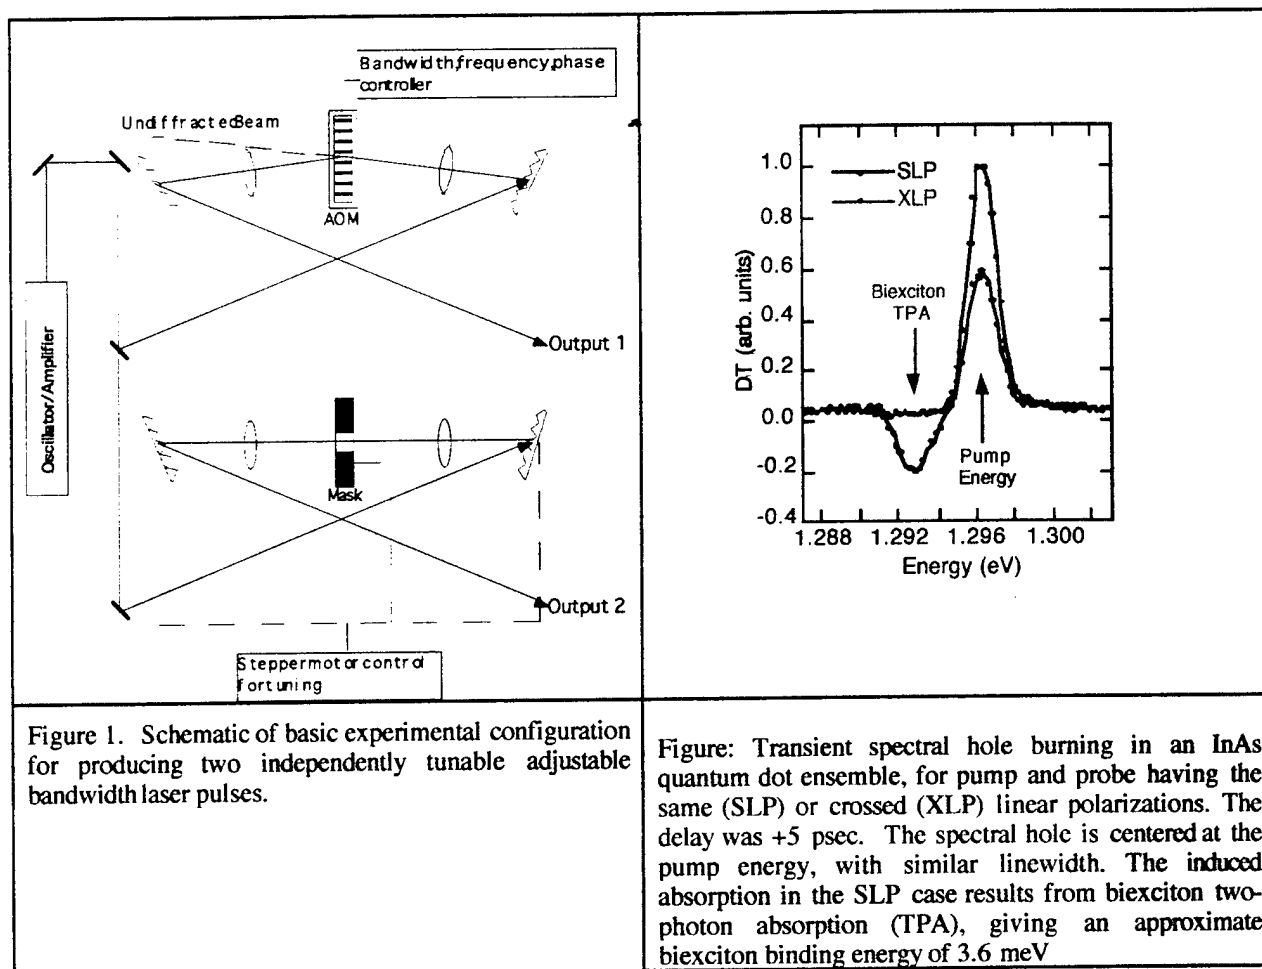 Bandwidth,frequency,phase
controller
UndiffractedBeam
AOM
Oscillator/Amplifier
Output 1
Mask
Output 2
Steppermotor control
for tuning
Figure 1. Schematic of basic experimental configuration
for producing two independently tunable adjustable
bandwidth laser pulses.
SLP
XLP
Biexciton
TPA
Pump
Energy
DT (arb. units)
1.0
0.8
0.6
0.4
0.2
0.0
-0.2
-0.4
1.288 1.292 1.296 1.300
Energy (eV)
Figure: Transient spectral hole burning in an InAs
quantum dot ensemble, for pump and probe having the
same (SLP) or crossed (XLP) linear polarizations. The
delay was +5 psec. The spectral hole is centered at the
pump energy, with similar linewidth. The induced
absorption in the SLP case results from biexciton two-
photon absorption (TPA), giving an approximate
biexciton binding energy of 3.6 meV